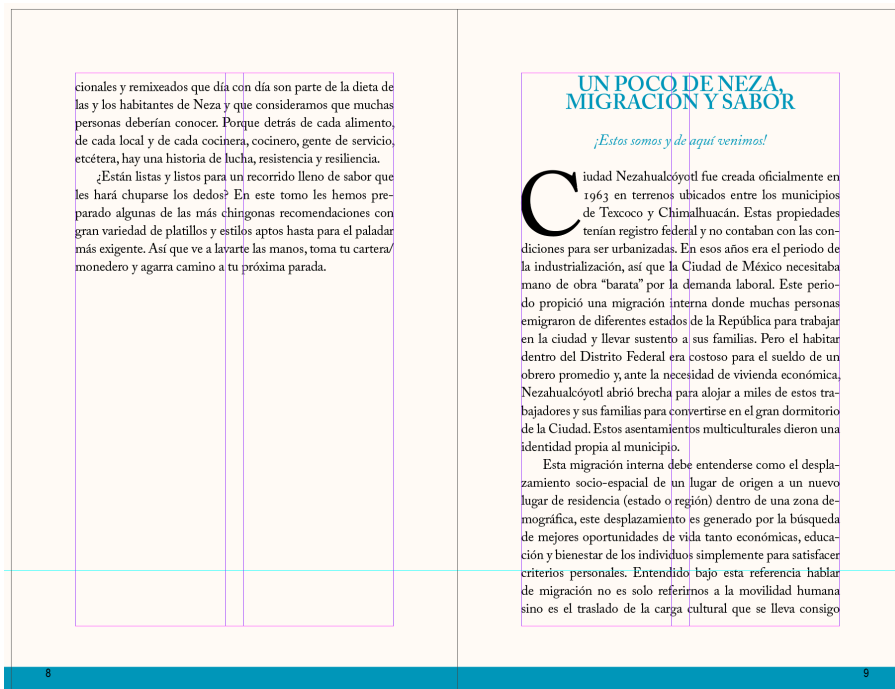 cionales y remixeados que día con día son parte de la dieta de
las y los habitantes de Neza y que consideramos que muchas
personas deberían conocer. Porque detrás de cada alimento,
de cada local y de cada cocinera, cocinero, gente de servicio,
etcétera, hay una historia de lucha, resistencia y resiliencia.
¿Están listas y listos para un recorrido lleno de sabor que
les hará chuparse los dedos? En este tomo les hemos pre-
parado algunas de las más chingonas recomendaciones con
gran variedad de platillos y estilos aptos hasta para el paladar
más exigente. Así que ve a lavarte las manos, toma tu cartera/
monedero y agarra camino a tu próxima parada.
8
UN POCO DE NEZA,
MIGRACIÓN Y SABOR
¡Estos somos y de aquí venimos!
Ciudad Nezahualcóyotl fue creada oficialmente en
1963 en terrenos ubicados entre los municipios
de Texcoco y Chimalhuacán. Estas propiedades
tenían registro federal y no contaban con las con-
diciones para ser urbanizadas. En esos años era el periodo de
la industrialización, así que la Ciudad de México necesitaba
mano de obra “barata” por la demanda laboral. Este perio-
do propició una migración interna donde muchas personas
emigraron de diferentes estados de la República para trabajar
en la ciudad y llevar sustento a sus familias. Pero el habitar
dentro del Distrito Federal era costoso para el sueldo de un
obrero promedio y, ante la necesidad de vivienda económica,
Nezahualcóyotl abrió brecha para alojar a miles de estos tra-
bajadores y sus familias para convertirse en el gran dormitorio
de la Ciudad. Estos asentamientos multiculturales dieron una
identidad propia al municipio.
Esta migración interna debe entenderse como el despla-
zamiento socio-espacial de un lugar de origen a un nuevo
lugar de residencia (estado o región) dentro de una zona de-
mográfica, este desplazamiento es generado por la búsqueda
de mejores oportunidades de vida tanto económicas, educa-
ción y bienestar de los individuos simplemente para satisfacer
criterios personales. Entendido bajo esta referencia hablar
de migración no es solo referirnos a la movilidad humana
sino es el traslado de la carga cultural que se lleva consigo
9